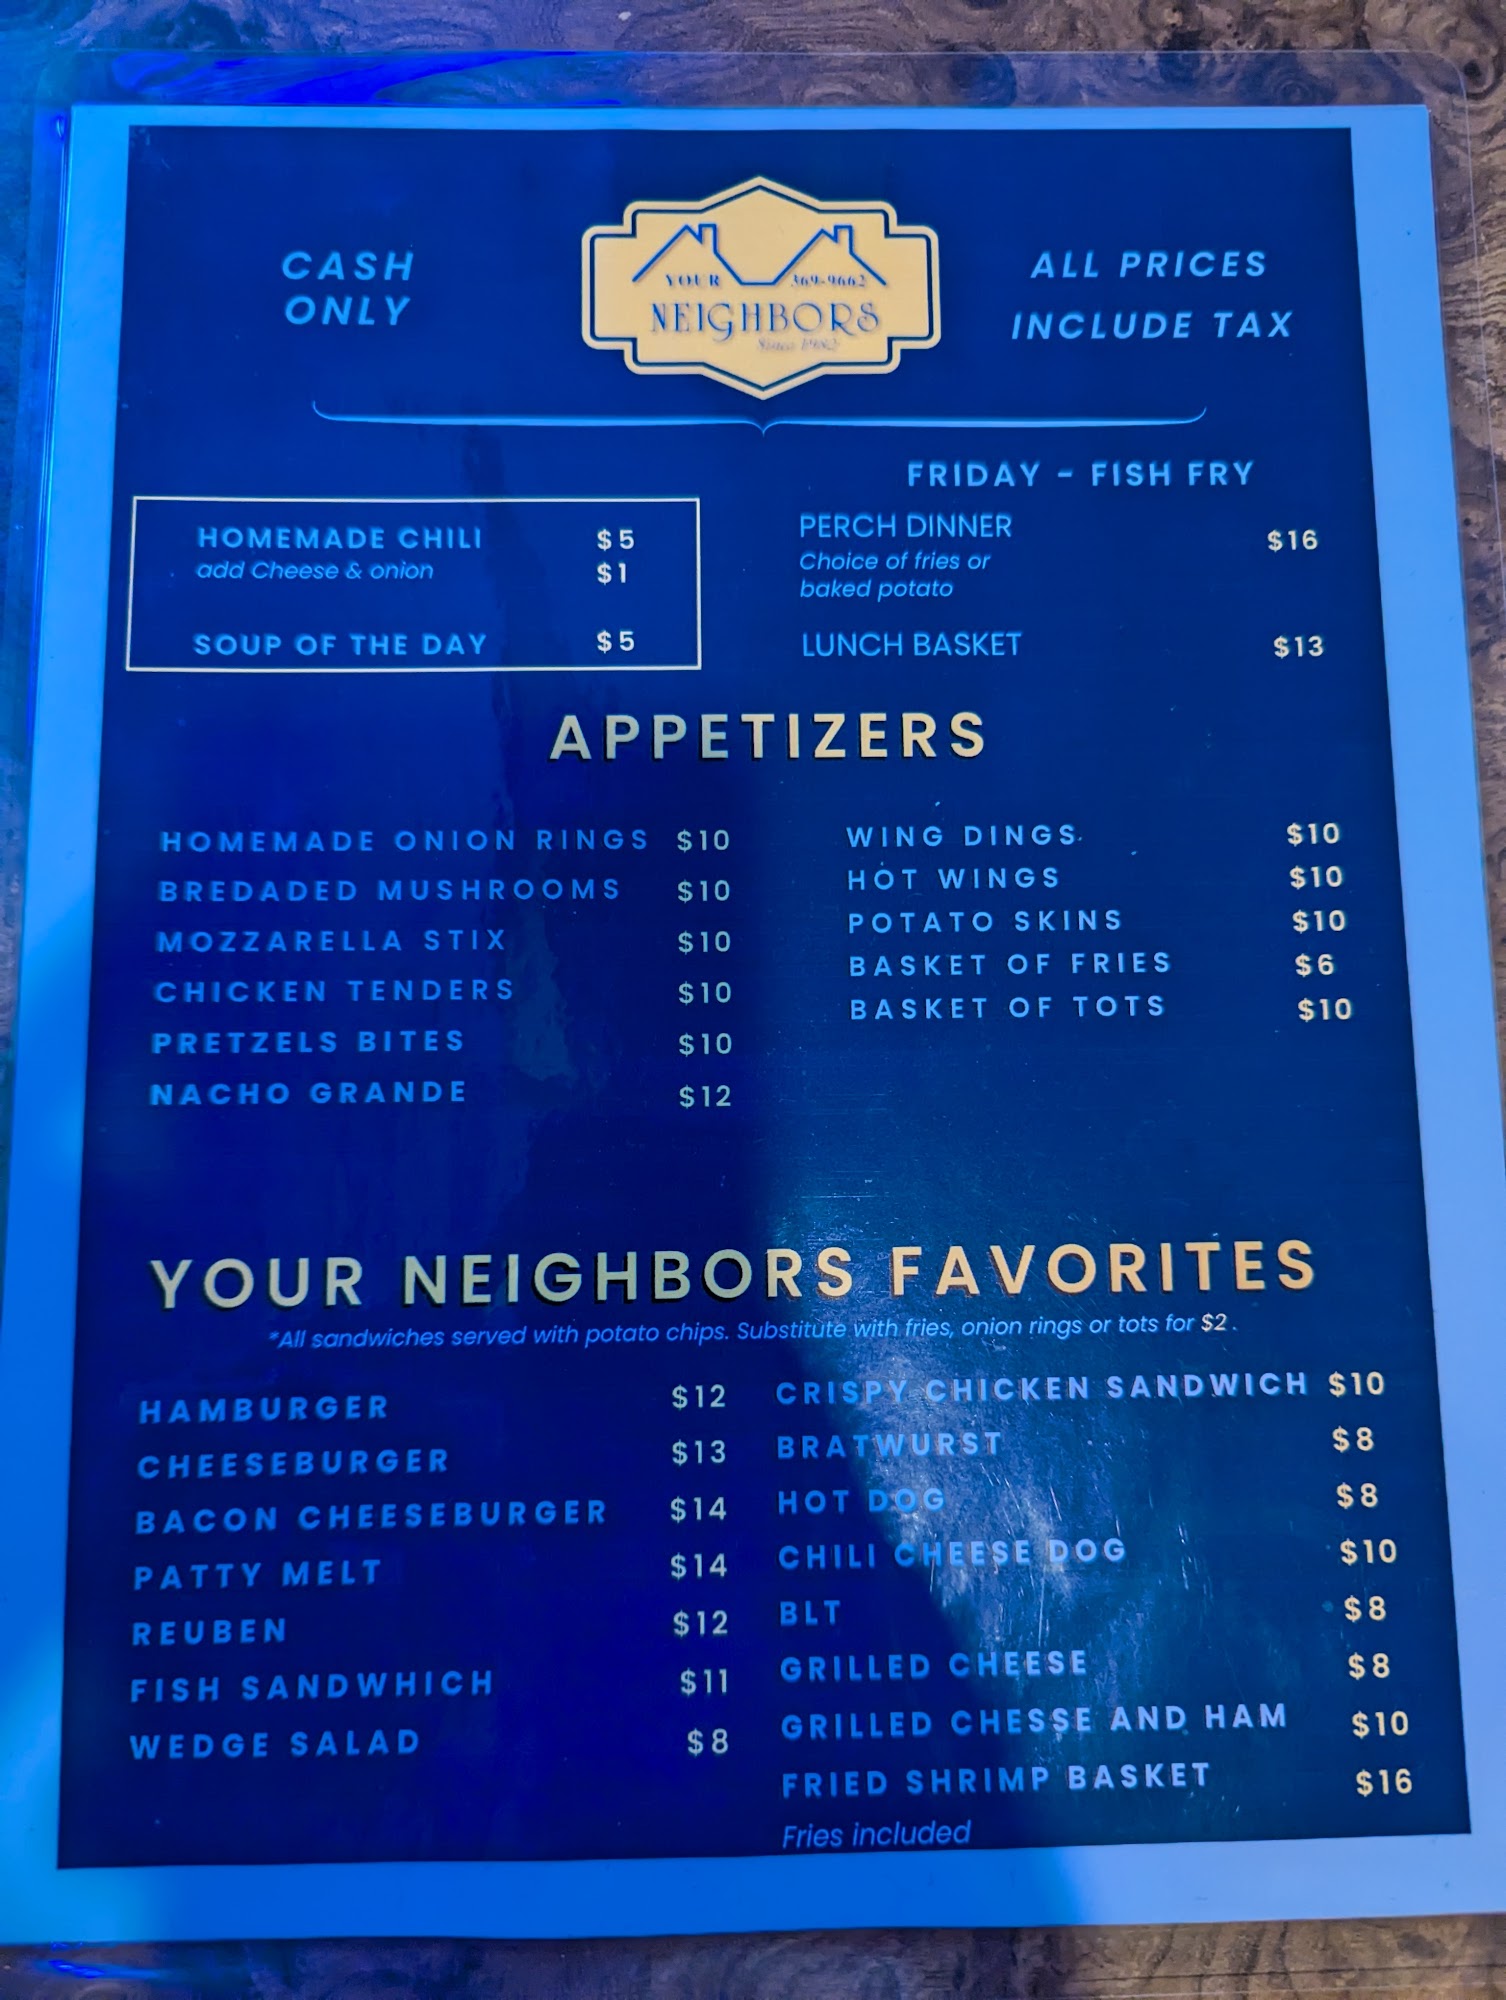 CASH
ONLY
YOUR 369-9662
NEIGHBORS
Since 1982
ALL PRICES
INCLUDE TAX
HOMEMADE CHILI $5
add Cheese & onion $1
SOUP OF THE DAY $5
FRIDAY - FISH FRY
PERCH DINNER $16
Choice of fries or
baked potato
LUNCH BASKET $13
APPETIZERS
HOMEMADE ONION RINGS $10
BREDADED MUSHROOMS $10
MOZZARELLA STIX $10
CHICKEN TENDERS $10
PRETZELS BITES $10
NACHO GRANDE $12
WING DINGS $10
HOT WINGS $10
POTATO SKINS $10
BASKET OF FRIES $6
BASKET OF TOTS $10
YOUR NEIGHBORS FAVORITES
*All sandwiches served with potato chips. Substitute with fries, onion rings or tots for $2.
HAMBURGER $12
CHEESEBURGER $13
BACON CHEESEBURGER $14
PATTY MELT $14
REUBEN $12
FISH SANDWHICH $11
WEDGE SALAD $8
CRISPY CHICKEN SANDWICH $10
BRATWURST $8
HOT DOG $8
CHILI CHEESE DOG $10
BLT $8
GRILLED CHEESE $8
GRILLED CHESSE AND HAM $10
FRIED SHRIMP BASKET $16
Fries included